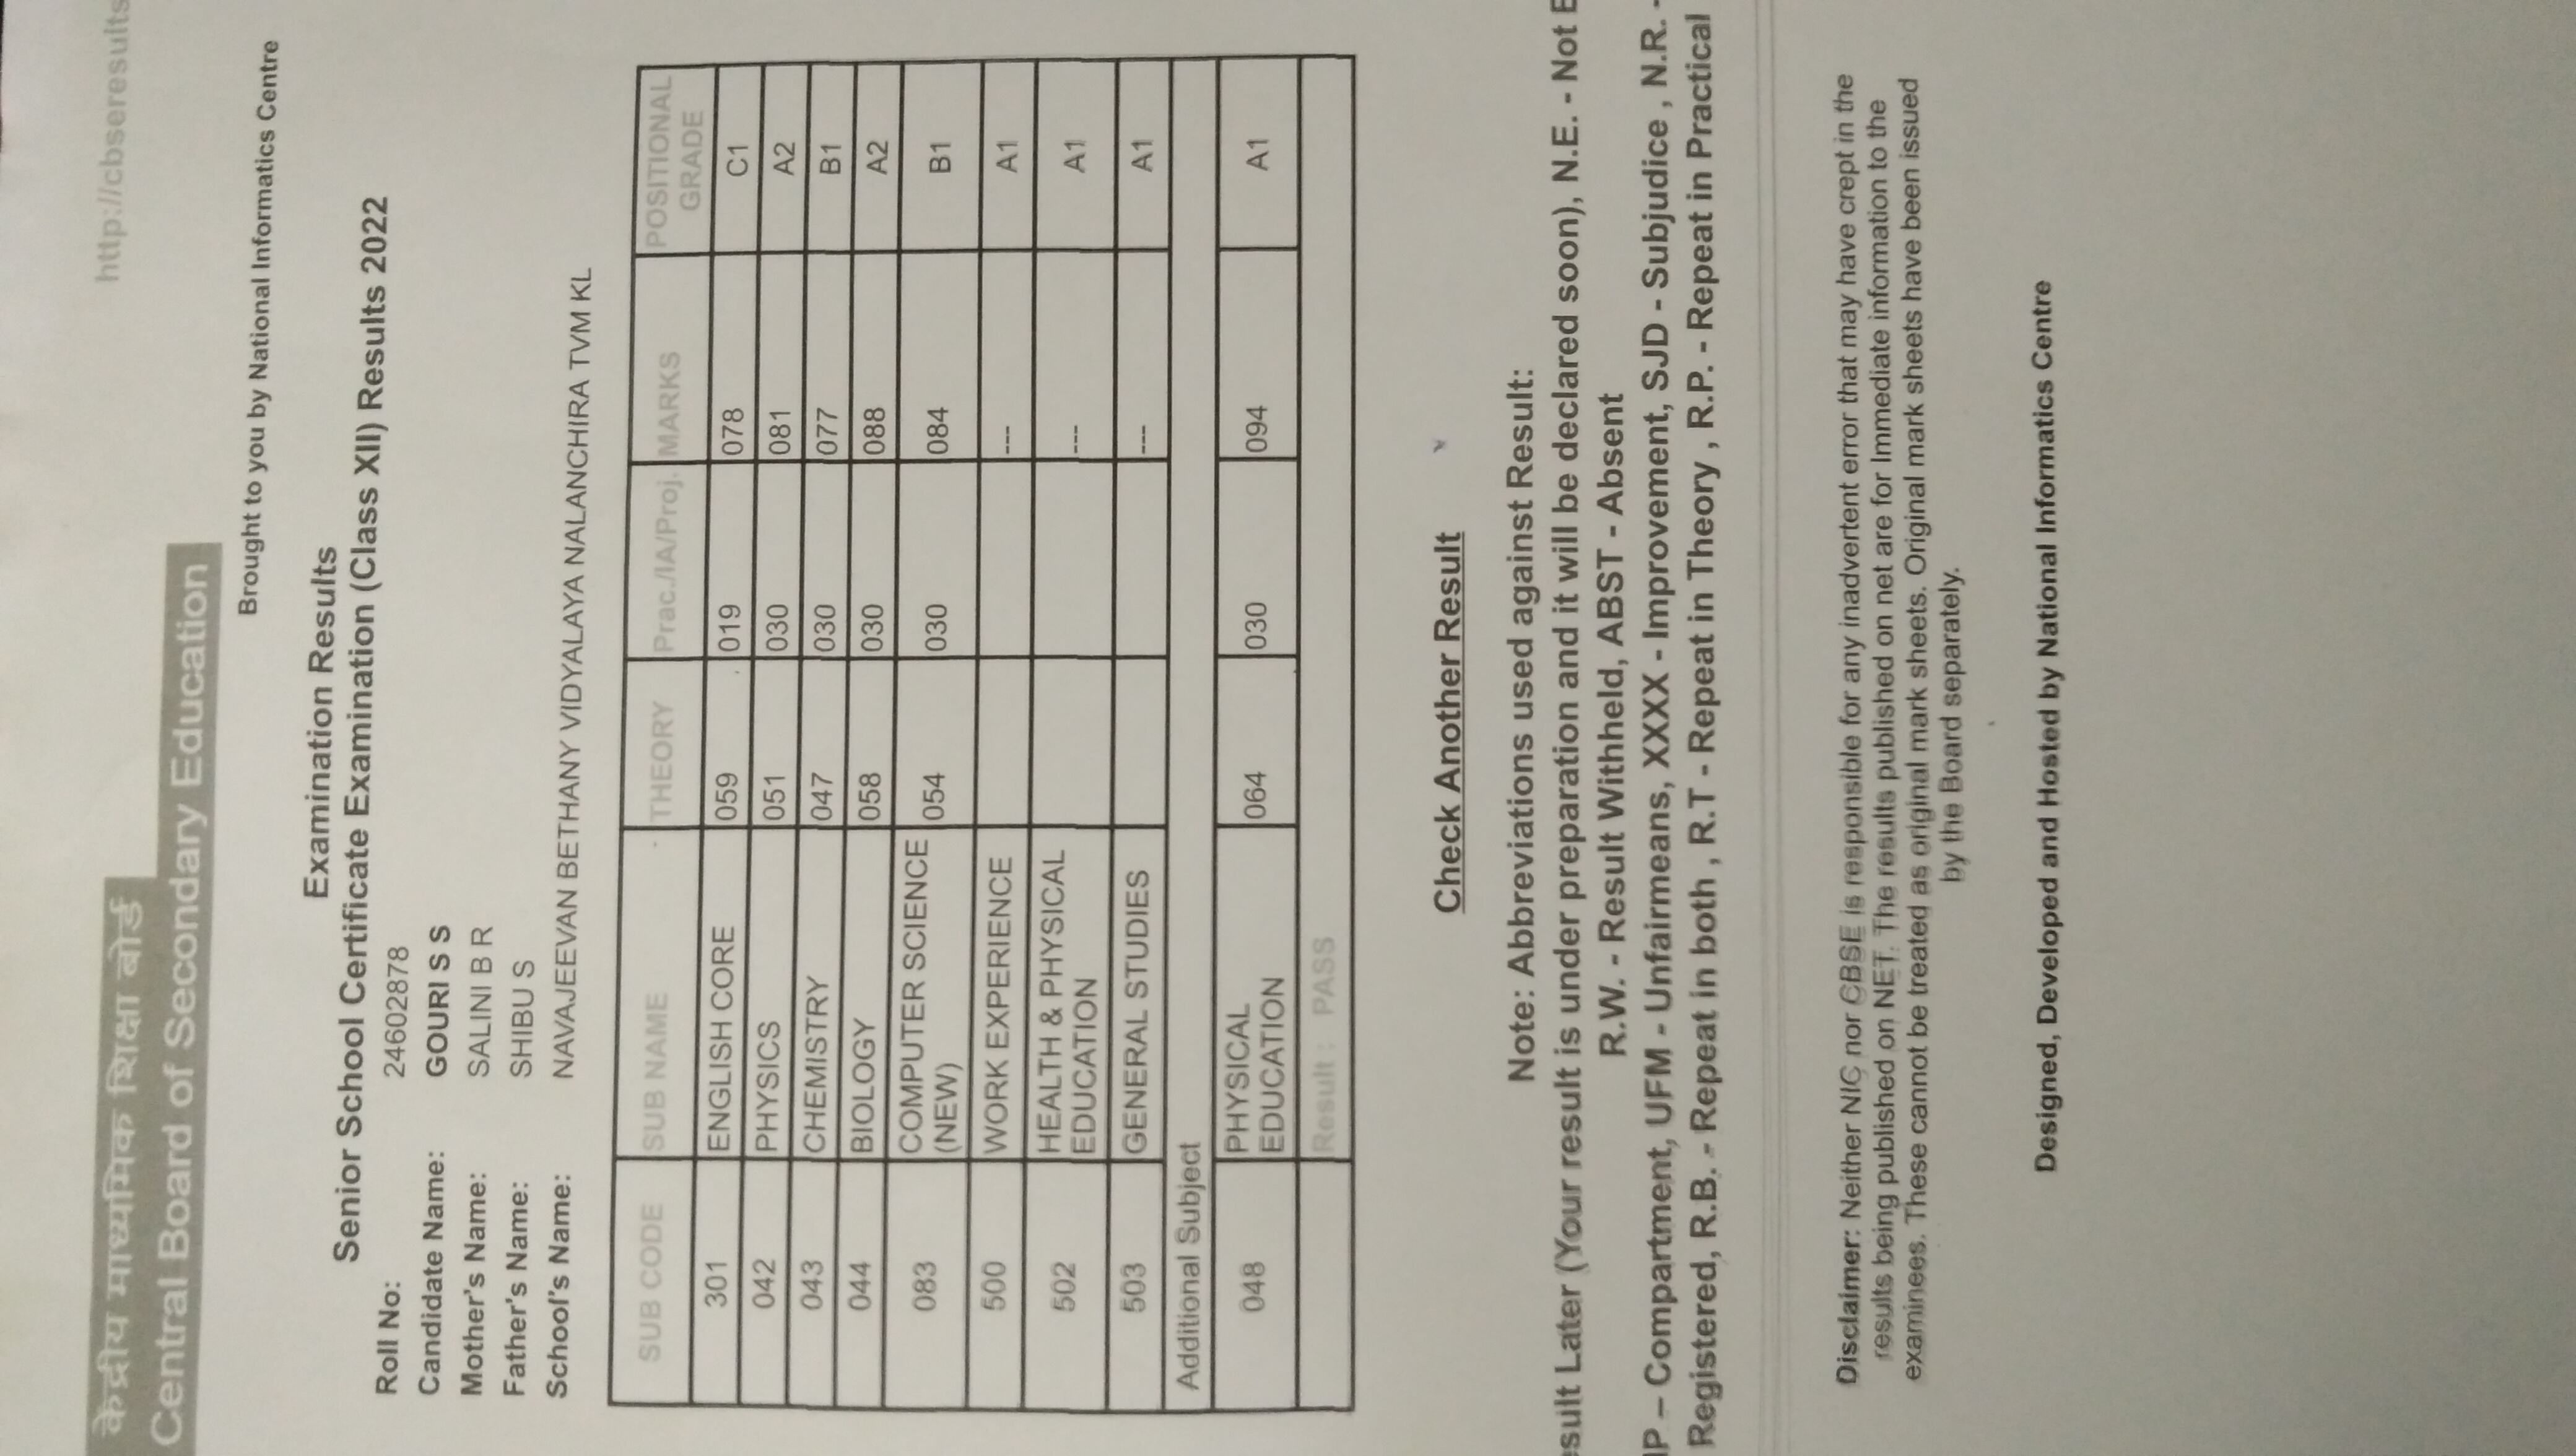 http://cbseresults
केंद्रीय माध्यमिक शिक्षा बोर्ड
Central Board of Secondary Education
Brought to you by National Informatics Centre
Examination Results
Senior School Certificate Examination (Class XII) Results 2022
Roll No: 24602878
Candidate Name: GOURI S S
Mother's Name: SALINI B R
Father's Name: SHIBU S
School's Name: NAVAJEEVAN BETHANY VIDYALAYA NALANCHIRA TVM KL
SUB CODE SUB NAME THEORY Prac./IA/Proj. MARKS POSITIONAL GRADE
301 ENGLISH CORE 059 019 078 C1
042 PHYSICS 051 030 081 A2
043 CHEMISTRY 047 030 077 B1
044 BIOLOGY 058 030 088 A2
083 COMPUTER SCIENCE (NEW) 054 030 084 B1
500 WORK EXPERIENCE --- A1
502 HEALTH & PHYSICAL EDUCATION --- A1
503 GENERAL STUDIES --- A1
Additional Subject
048 PHYSICAL EDUCATION 064 030 094 A1
Result : PASS
Check Another Result
Note: Abbreviations used against Result:
esult Later (Your result is under preparation and it will be declared soon), N.E. - Not E
R.W. - Result Withheld, ABST - Absent
MP – Compartment, UFM - Unfairmeans, XXXX - Improvement, SJD - Subjudice , N.R. -
Registered, R.B. - Repeat in both , R.T - Repeat in Theory , R.P. - Repeat in Practical
Disclaimer: Neither NIC nor CBSE is responsible for any inadvertent error that may have crept in the
results being published on NET. The results published on net are for Immediate information to the
examinees. These cannot be treated as original mark sheets. Original mark sheets have been issued
by the Board separately.
Designed, Developed and Hosted by National Informatics Centre